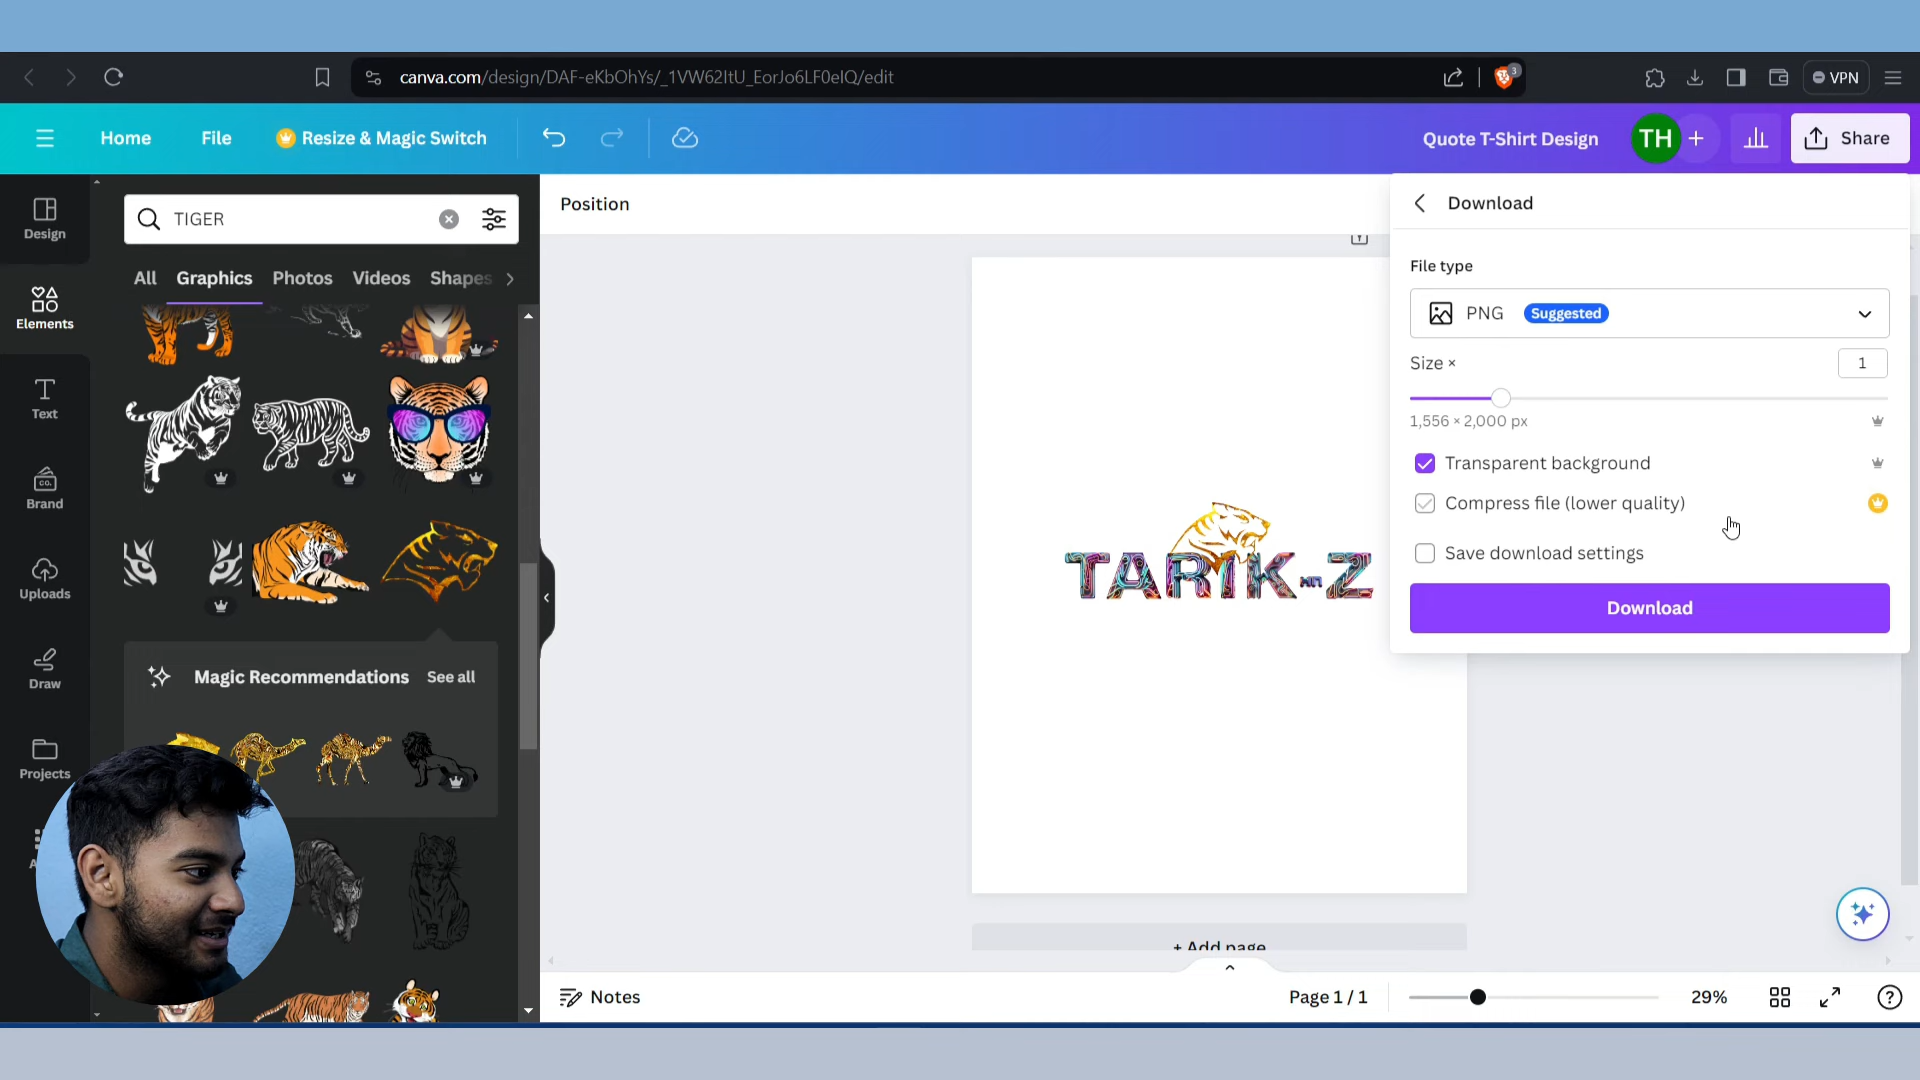 canva.com/design/DAF-eKbOhYs/_1VW62ItU_EorJo6LF0eIQ/edit
3
VPN
Home
File
Resize & Magic Switch
Quote T-Shirt Design
TH
+
Share
Design
Elements
Text
CO.
Brand
Uploads
Draw
Projects
TIGER
All
Graphics
Photos
Videos
Shapes
Magic Recommendations
See all
Position
TARIK-Z
+ Add page
Download
File type
PNG
Suggested
Size ×
1
1,556 × 2,000 px
Transparent background
Compress file (lower quality)
Save download settings
Download
Notes
Page 1 / 1
29%
?